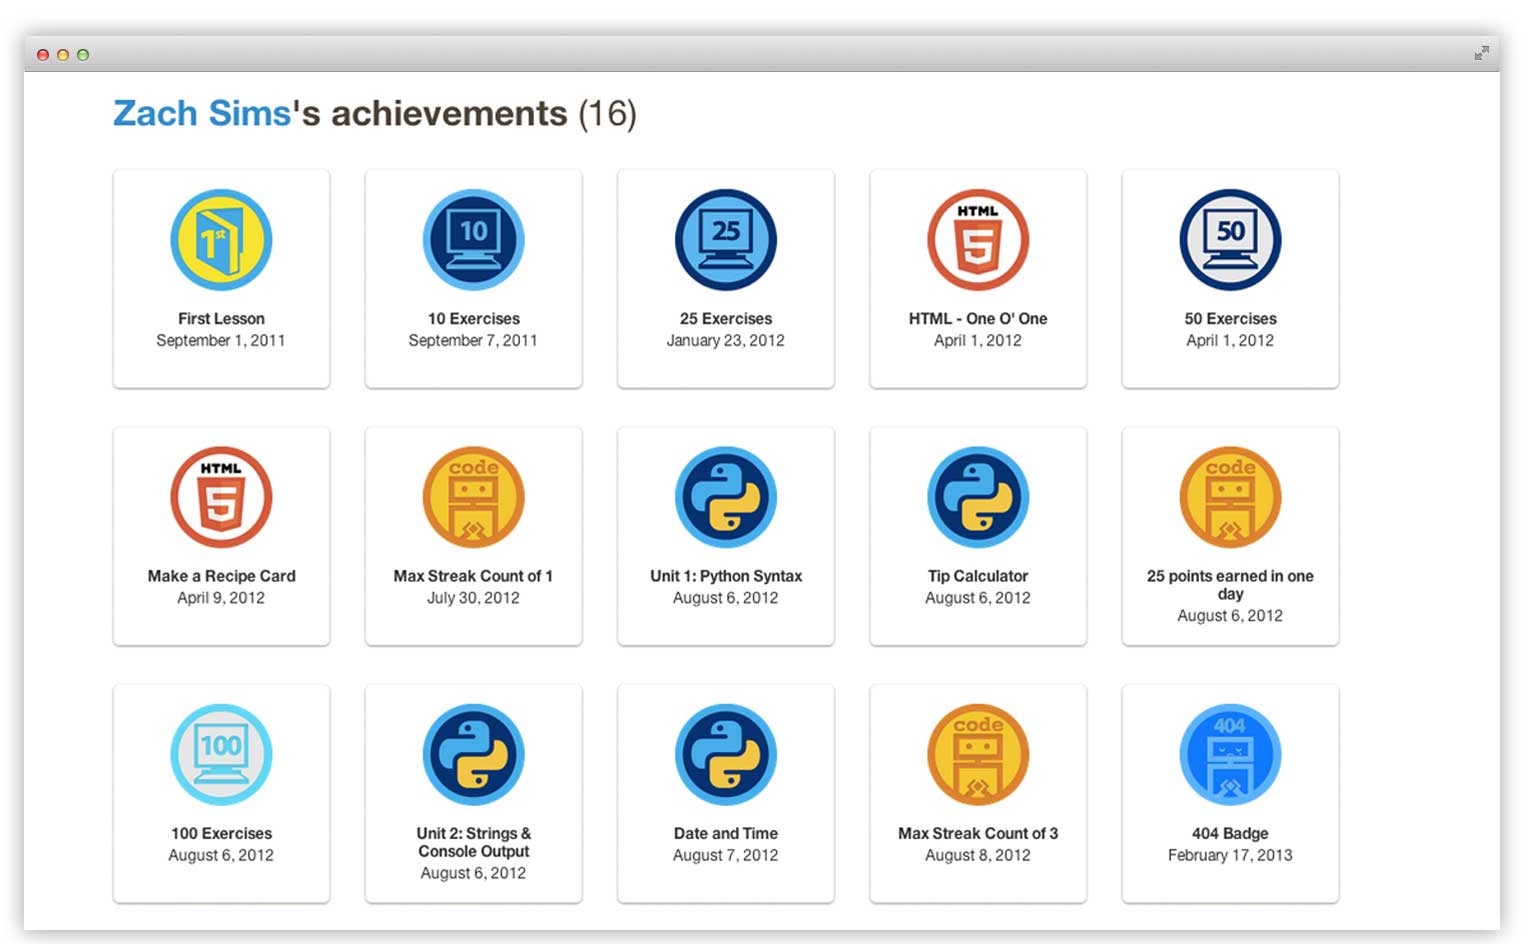 Zach Sims's achievements (16)
1st
10
25
HTML
5
50
First Lesson
September 1, 2011
10 Exercises
September 7, 2011
25 Exercises
January 23, 2012
HTML - One O' One
April 1, 2012
50 Exercises
April 1, 2012
HTML
5
code
code
Make a Recipe Card
April 9, 2012
Max Streak Count of 1
July 30, 2012
Unit 1: Python Syntax
August 6, 2012
Tip Calculator
August 6, 2012
25 points earned in one
day
August 6, 2012
100
code
404
100 Exercises
August 6, 2012
Unit 2: Strings &
Console Output
August 6, 2012
Date and Time
August 7, 2012
Max Streak Count of 3
August 8, 2012
404 Badge
February 17, 2013